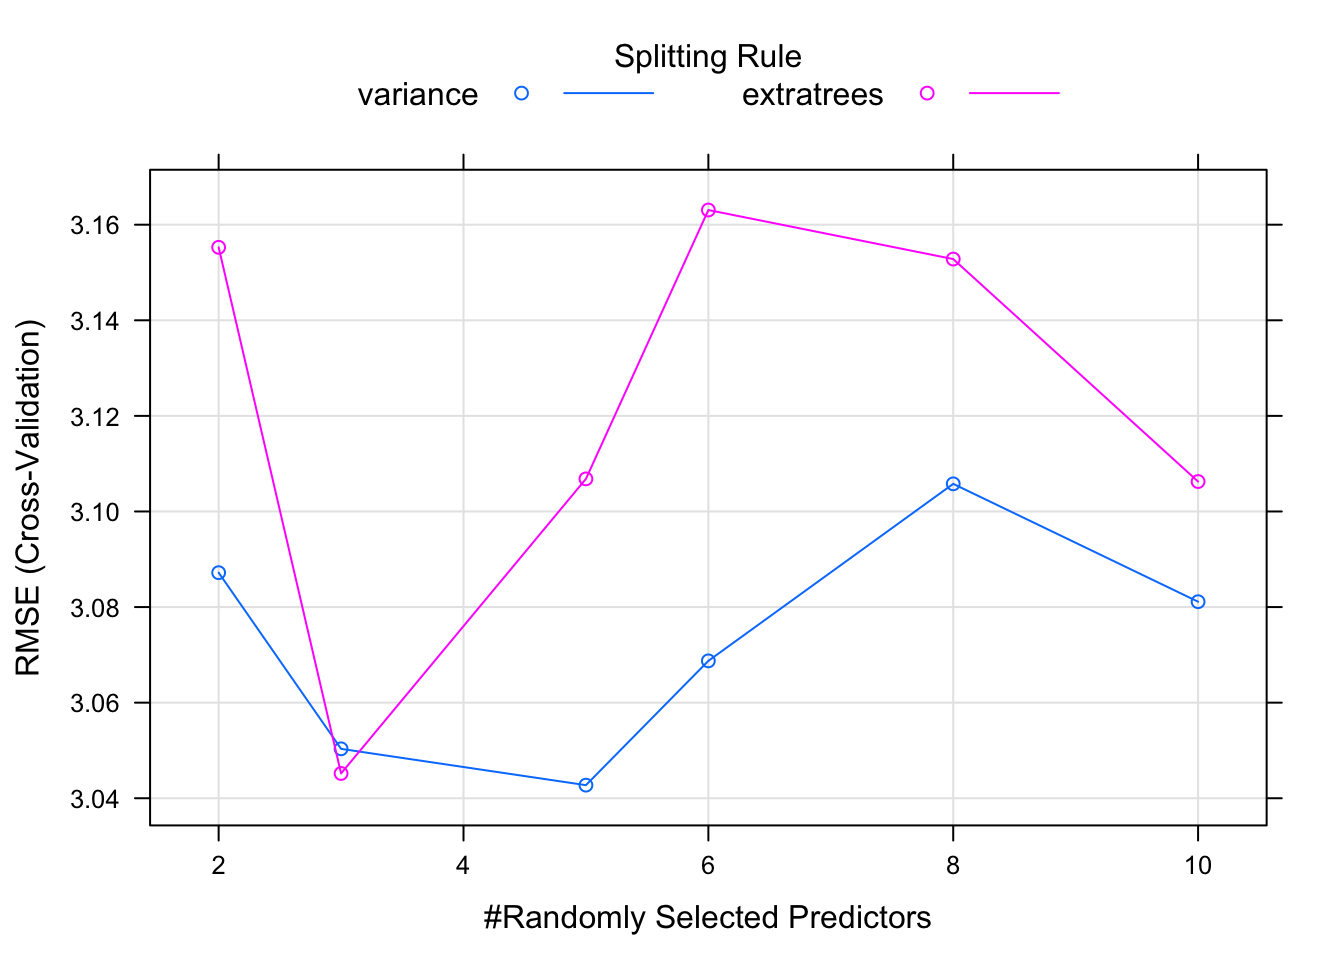 Splitting Rule
variance extratrees
3.16
3.14
3.12
3.10
3.08
3.06
3.04
RMSE (Cross-Validation)
2 4 6 8 10
#Randomly Selected Predictors